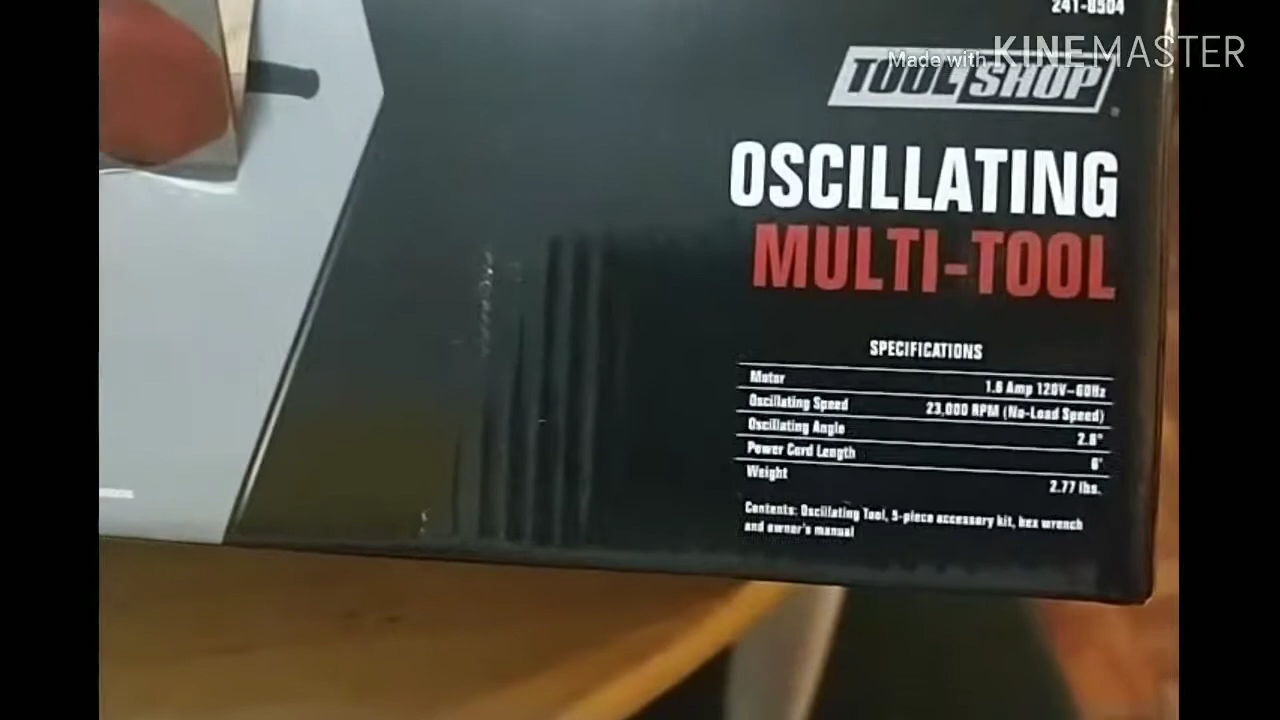 241-0504
Made with KINEMASTER
TOOL SHOP
OSCILLATING
MULTI-TOOL
SPECIFICATIONS
Motor 1.6 Amp 120V~60Hz
Oscillating Speed 23,000 RPM (No-Load Speed)
Oscillating Angle 2.8°
Power Cord Length 6'
Weight 2.77 lbs.
Contents: Oscillating Tool, 5-piece accessory kit, hex wrench
and owner's manual